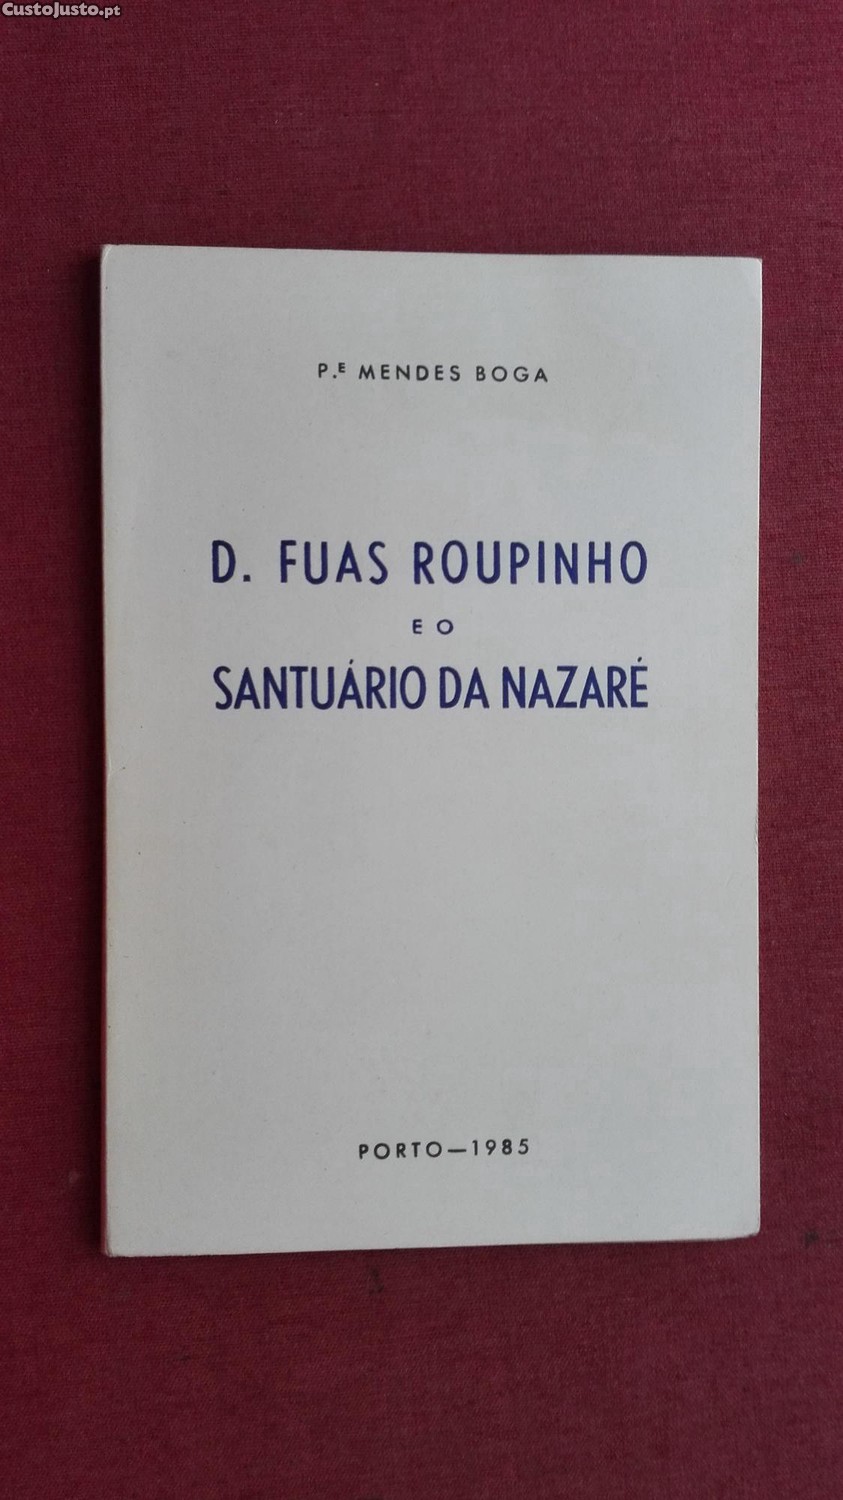 CustoJusto.pt
P.E MENDES BOGA
D. FUAS ROUPINHO
E O
SANTUÁRIO DA NAZARÉ
PORTO—1985